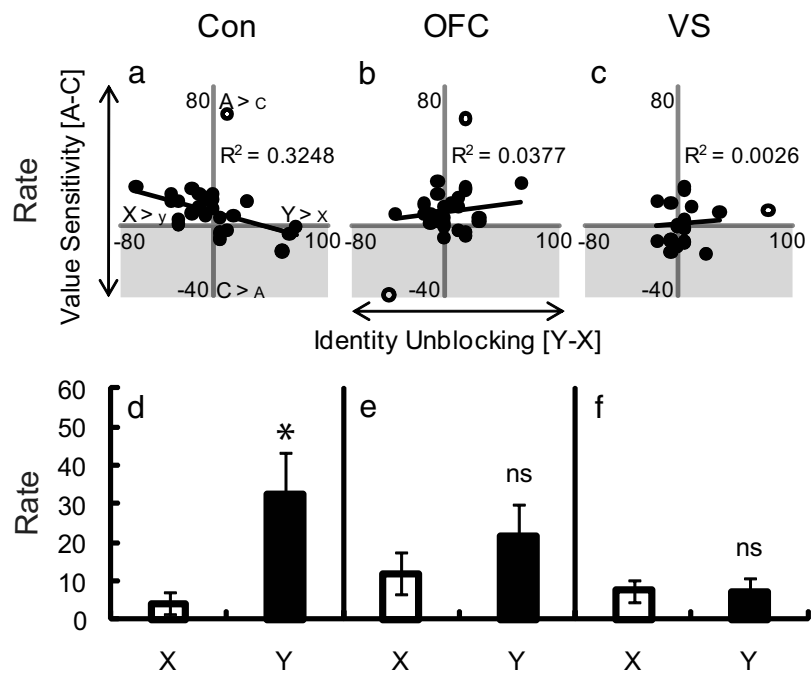 Con OFC VS
a b c
80 A > C 80 80
R² = 0.3248 R² = 0.0377 R² = 0.0026
Rate
Value Sensitivity [A-C]
X > y Y > X
-80 100 -80 100 -80 100
-40 C > A -40 -40
Identity Unblocking [Y-X]
60
50
40
30
20
10
0
Rate
d e f
* ns ns
X Y X Y X Y